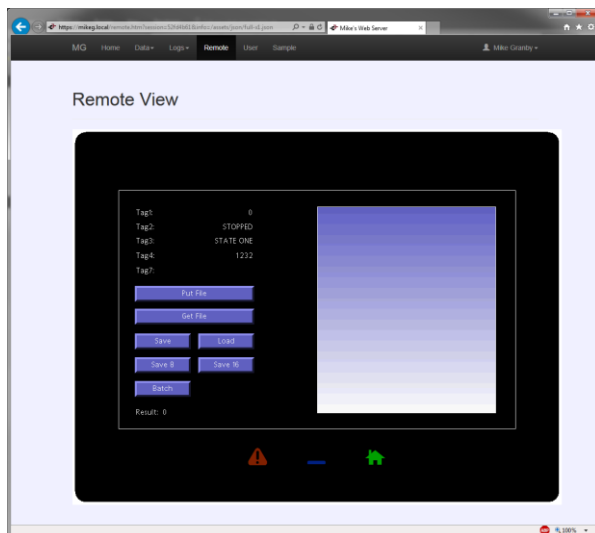 Mike's Web Server
MG Home Data Logs Remote User Sample Mike Granby
Remote View
Tag1: 0
Tag2: STOPPED
Tag3: STATE ONE
Tag4: 1232
Tag7:
Put File
Get File
Save Load
Save 8 Save 16
Batch
Result: 0
100%